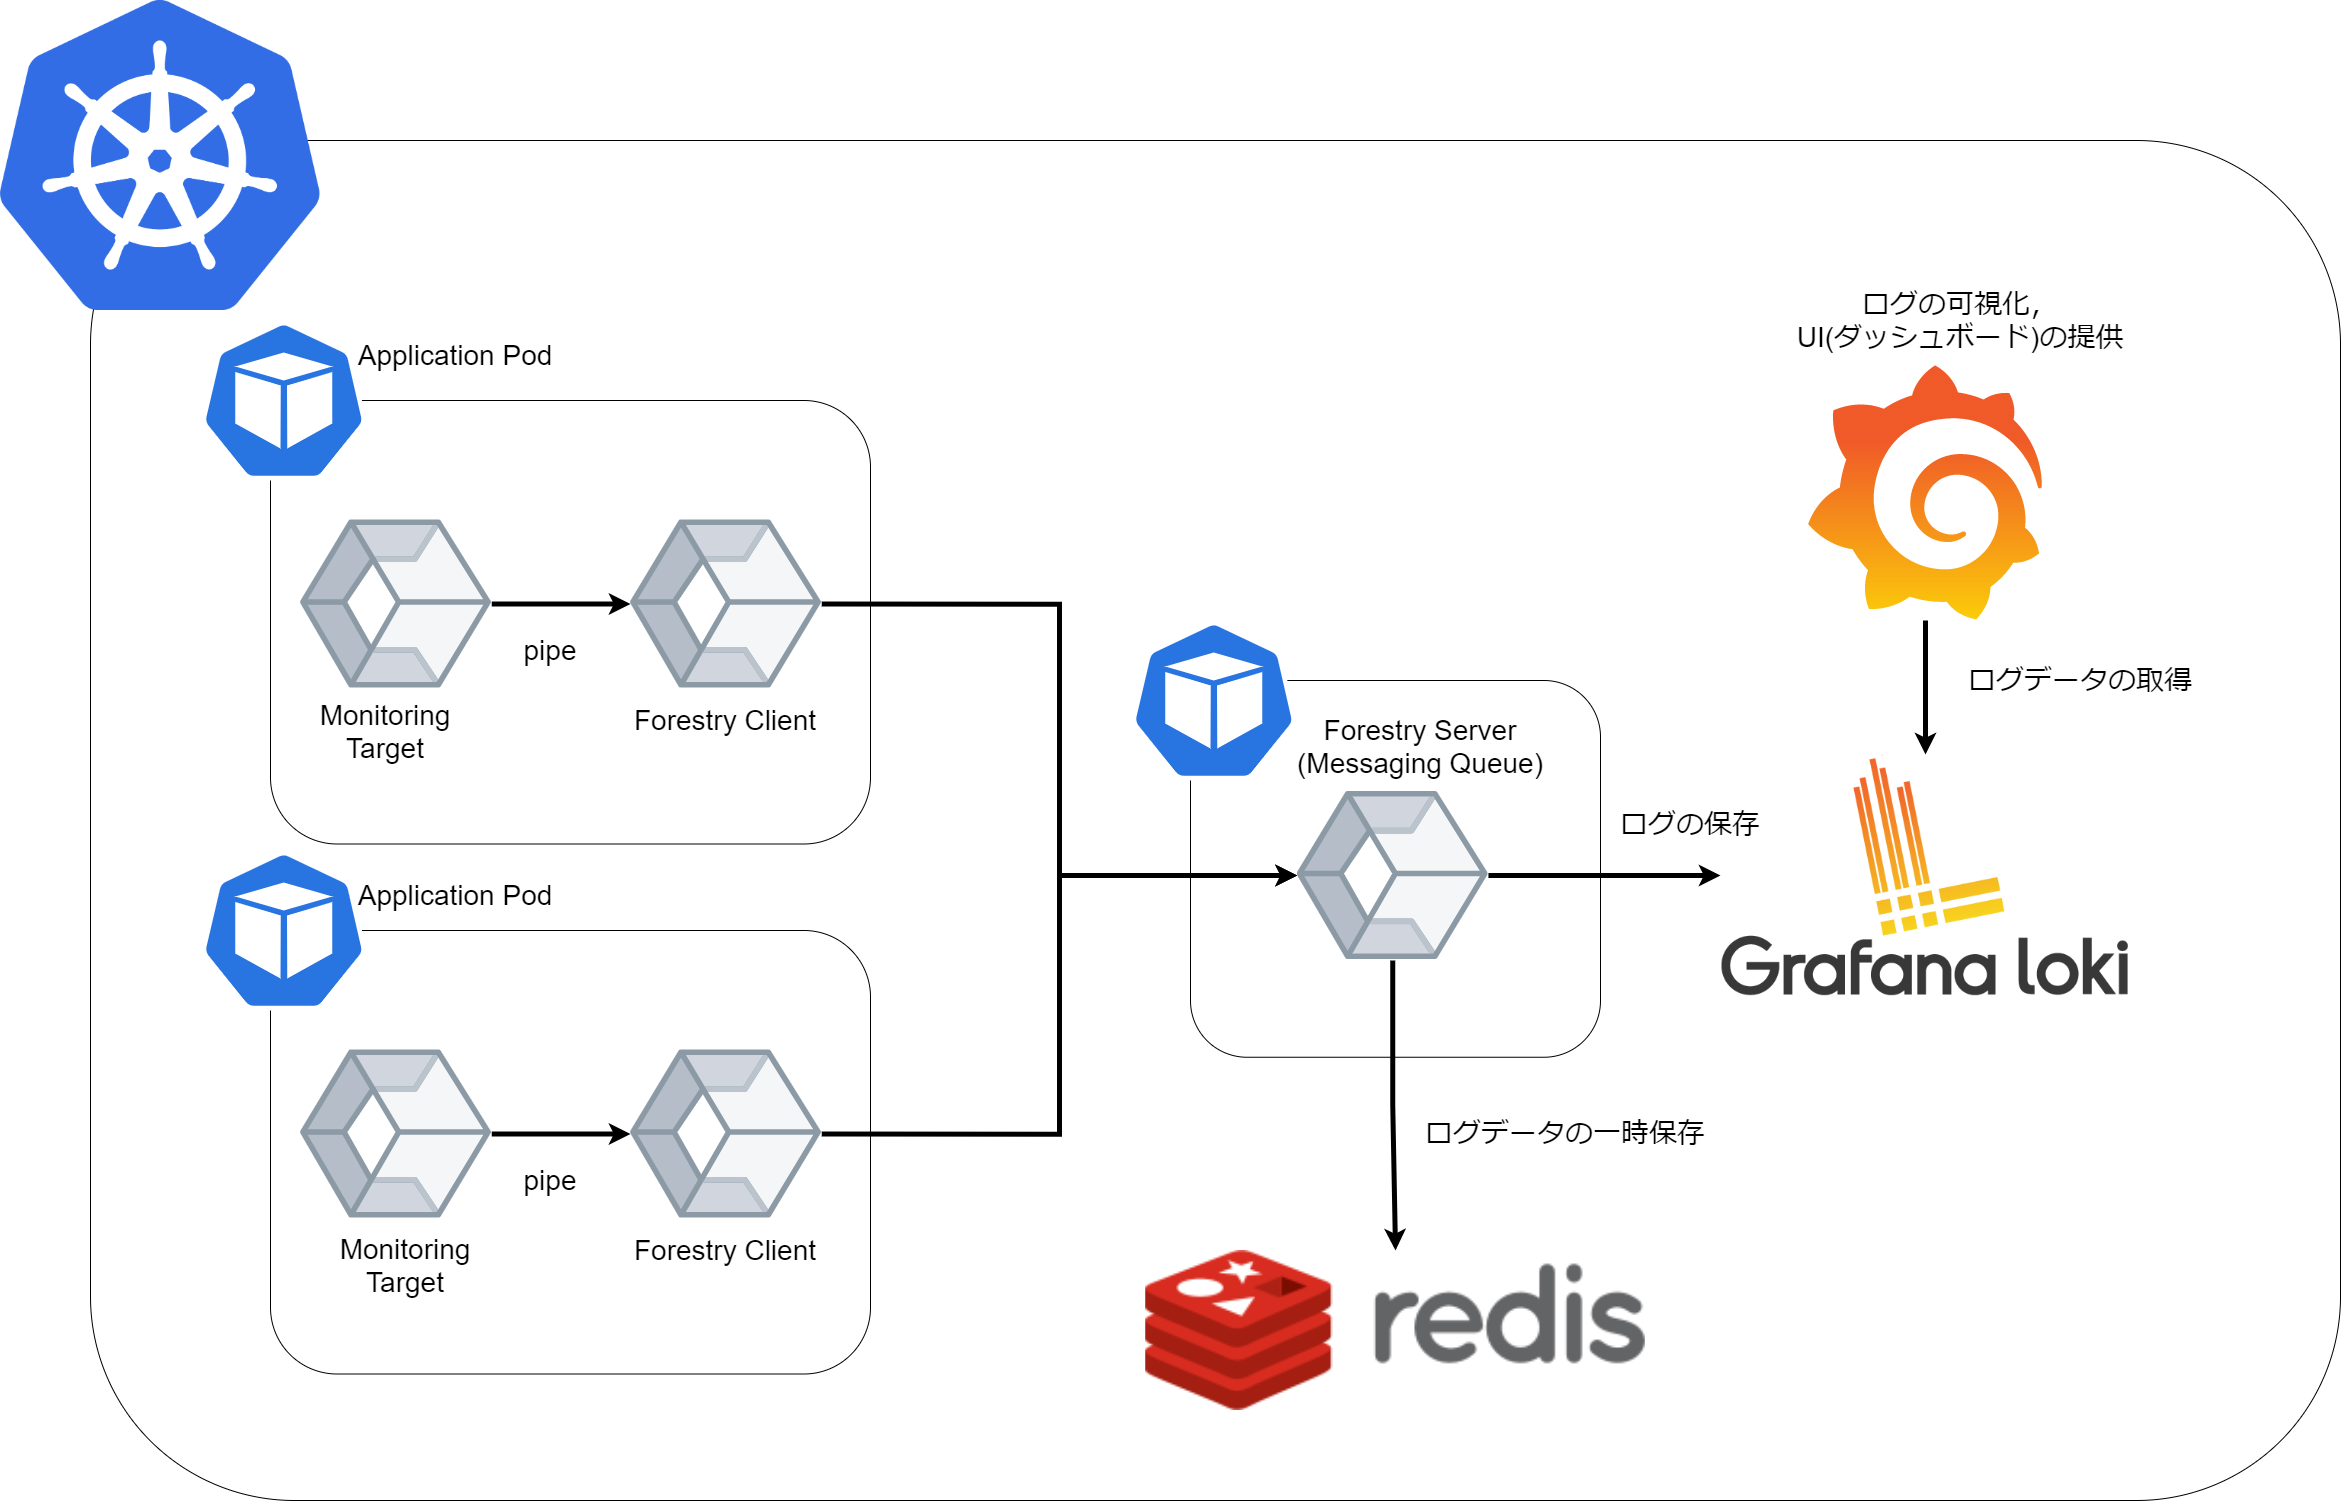 Application Pod
pipe
Monitoring
Target
Forestry Client
Application Pod
pipe
Monitoring
Target
Forestry Client
Forestry Server
(Messaging Queue)
ログの可視化,
UI(ダッシュボード)の提供
ログデータの取得
ログの保存
Grafana loki
ログデータの一時保存
redis